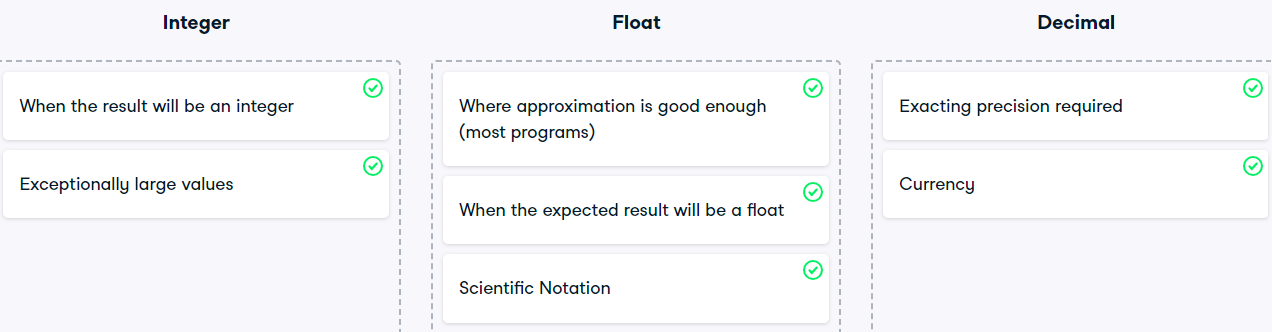 Integer
When the result will be an integer
Exceptionally large values
Float
Where approximation is good enough
(most programs)
When the expected result will be a float
Scientific Notation
Decimal
Exacting precision required
Currency